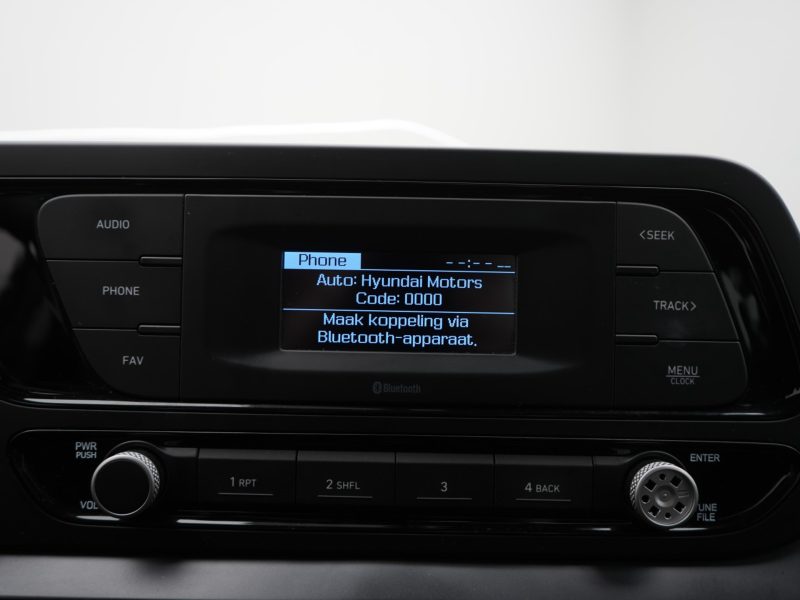 AUDIO
PHONE
FAV
Phone --:-- --
Auto: Hyundai Motors
Code: 0000
Maak koppeling via
Bluetooth-apparaat.
Bluetooth
<SEEK
TRACK>
MENU
CLOCK
PWR
PUSH
VOL
1 RPT
2 SHFL
3
4 BACK
ENTER
TUNE
FILE